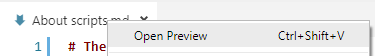 About scripts.md
Open Preview Ctrl+Shift+V
1 # The